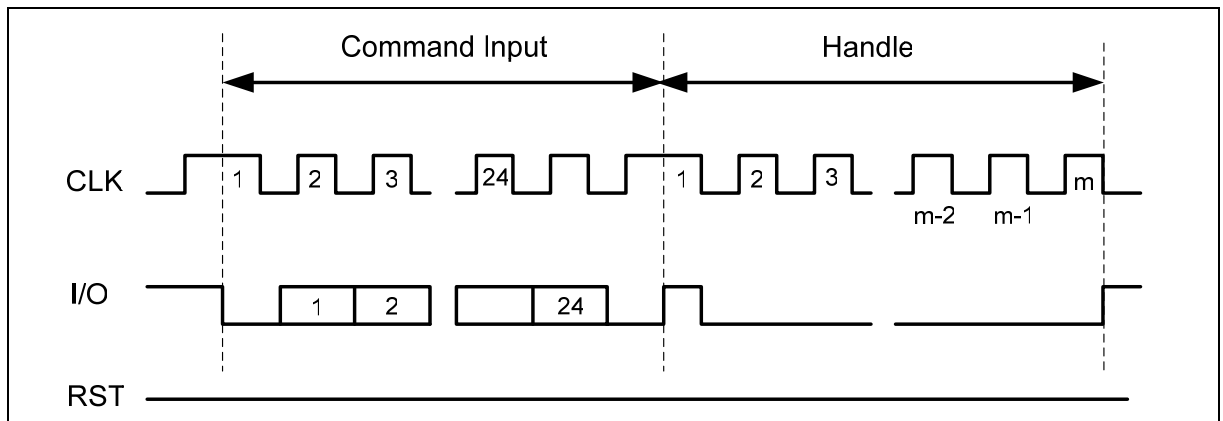 Command Input Handle
CLK 1 2 3 24 1 2 3 m
m-2 m-1
I/O 1 2 24
RST